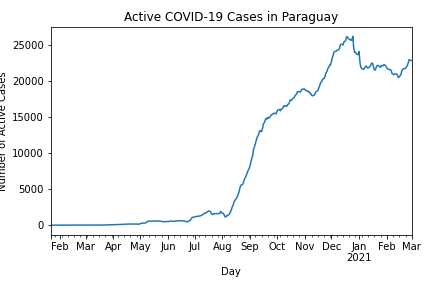 Active COVID-19 Cases in Paraguay
Number of Active Cases
25000
20000
15000
10000
5000
0
Feb Mar Apr May Jun Jul Aug Sep Oct Nov Dec Jan Feb Mar
2021
Day